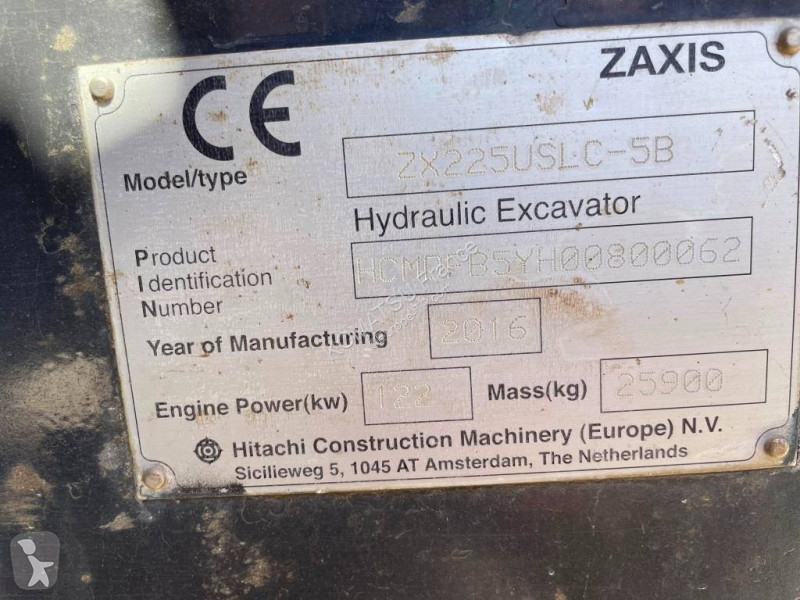 CE ZAXIS
Model/type ZX225USLC-5B
Hydraulic Excavator
Product
Identification
Number
Year of Manufacturing 2016
Engine Power(kw) 122 Mass(kg) 25900
Hitachi Construction Machinery (Europe) N.V.
Sicilieweg 5, 1045 AT Amsterdam, The Netherlands